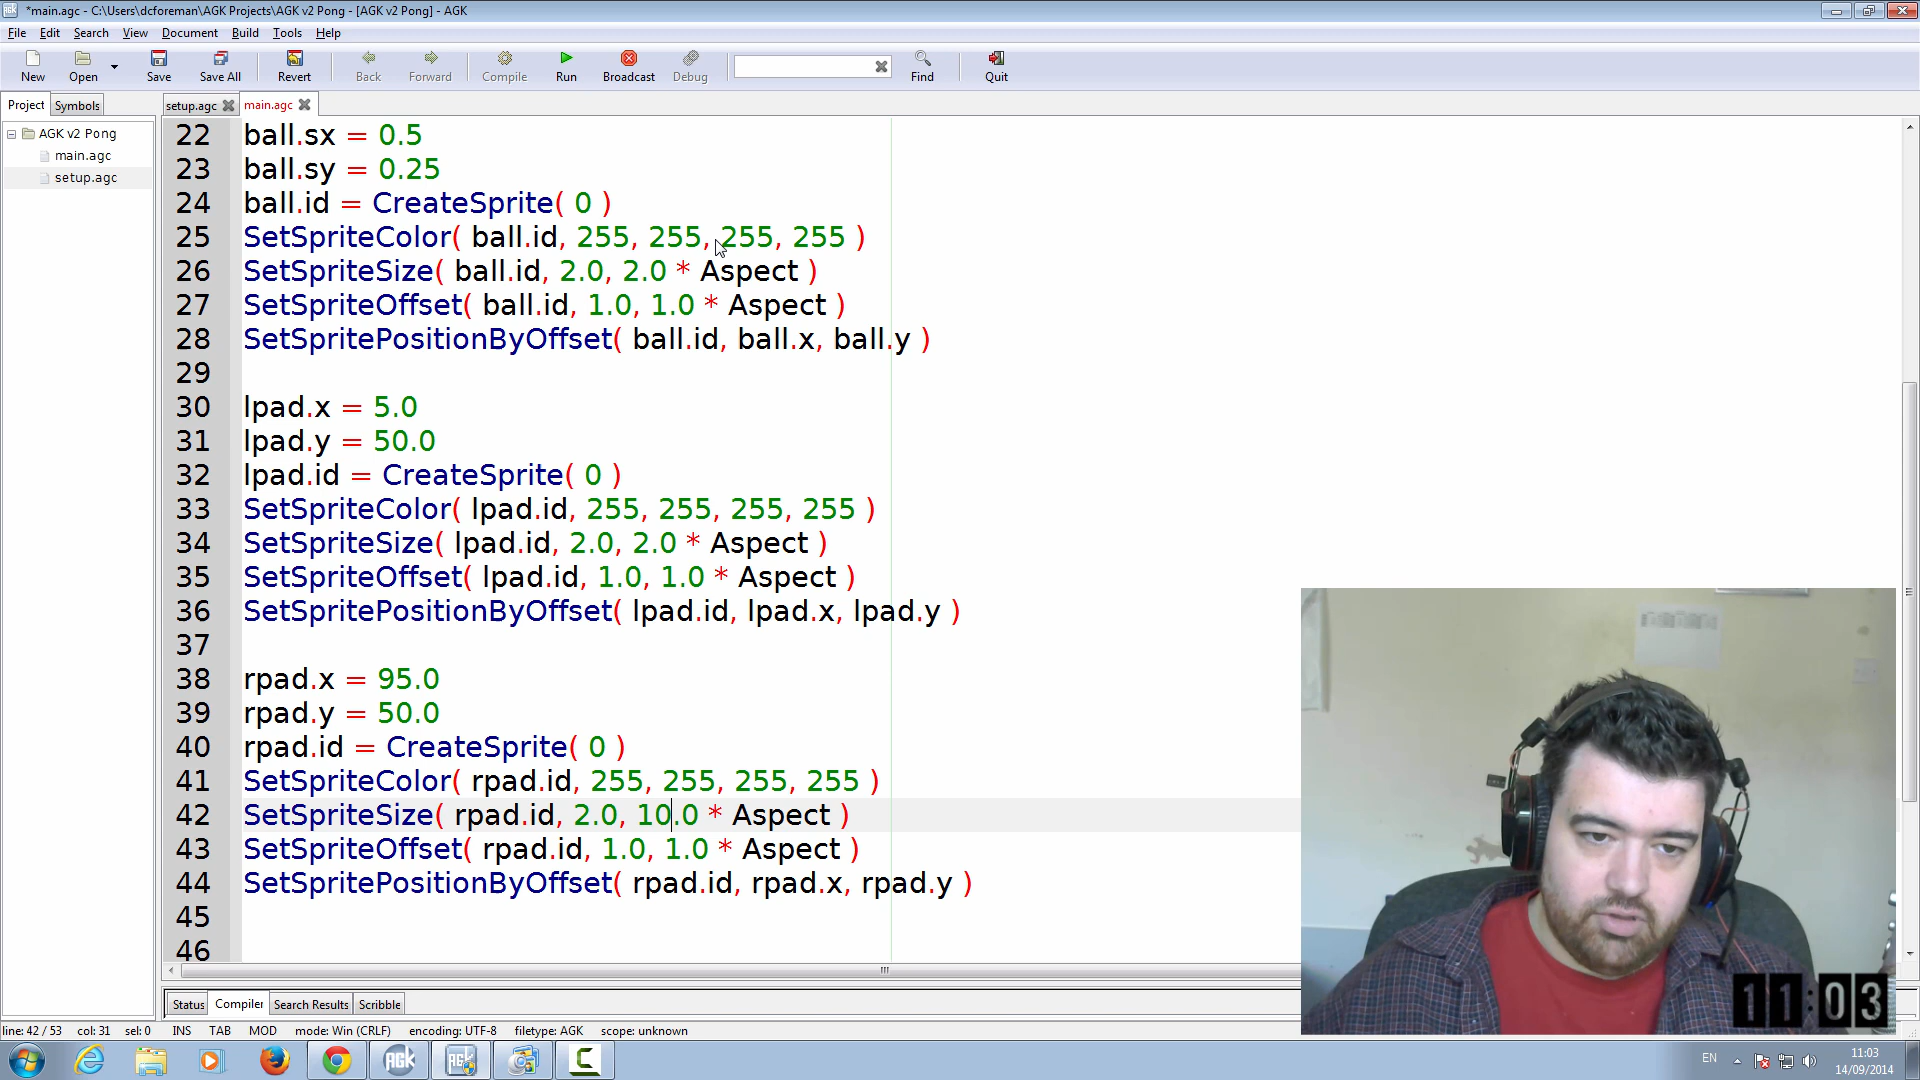 *main.agc - C:\Users\dcforeman\AGK Projects\AGK v2 Pong - [AGK v2 Pong] - AGK
File Edit Search View Document Build Tools Help
New Open Save Save All Revert Back Forward Compile Run Broadcast Debug Find Quit
Project Symbols setup.agc main.agc
AGK v2 Pong
main.agc
setup.agc
22 ball.sx = 0.5
23 ball.sy = 0.25
24 ball.id = CreateSprite( 0 )
25 SetSpriteColor( ball.id, 255, 255, 255, 255 )
26 SetSpriteSize( ball.id, 2.0, 2.0 * Aspect )
27 SetSpriteOffset( ball.id, 1.0, 1.0 * Aspect )
28 SetSpritePositionByOffset( ball.id, ball.x, ball.y )
29
30 lpad.x = 5.0
31 lpad.y = 50.0
32 lpad.id = CreateSprite( 0 )
33 SetSpriteColor( lpad.id, 255, 255, 255, 255 )
34 SetSpriteSize( lpad.id, 2.0, 2.0 * Aspect )
35 SetSpriteOffset( lpad.id, 1.0, 1.0 * Aspect )
36 SetSpritePositionByOffset( lpad.id, lpad.x, lpad.y )
37
38 rpad.x = 95.0
39 rpad.y = 50.0
40 rpad.id = CreateSprite( 0 )
41 SetSpriteColor( rpad.id, 255, 255, 255, 255 )
42 SetSpriteSize( rpad.id, 2.0, 10.0 * Aspect )
43 SetSpriteOffset( rpad.id, 1.0, 1.0 * Aspect )
44 SetSpritePositionByOffset( rpad.id, rpad.x, rpad.y )
45
46
11:03
Status Compiler Search Results Scribble
line: 42 / 53 col: 31 sel: 0 INS TAB MOD mode: Win (CRLF) encoding: UTF-8 filetype: AGK scope: unknown
AGK
AGK
EN
11:03
14/09/2014